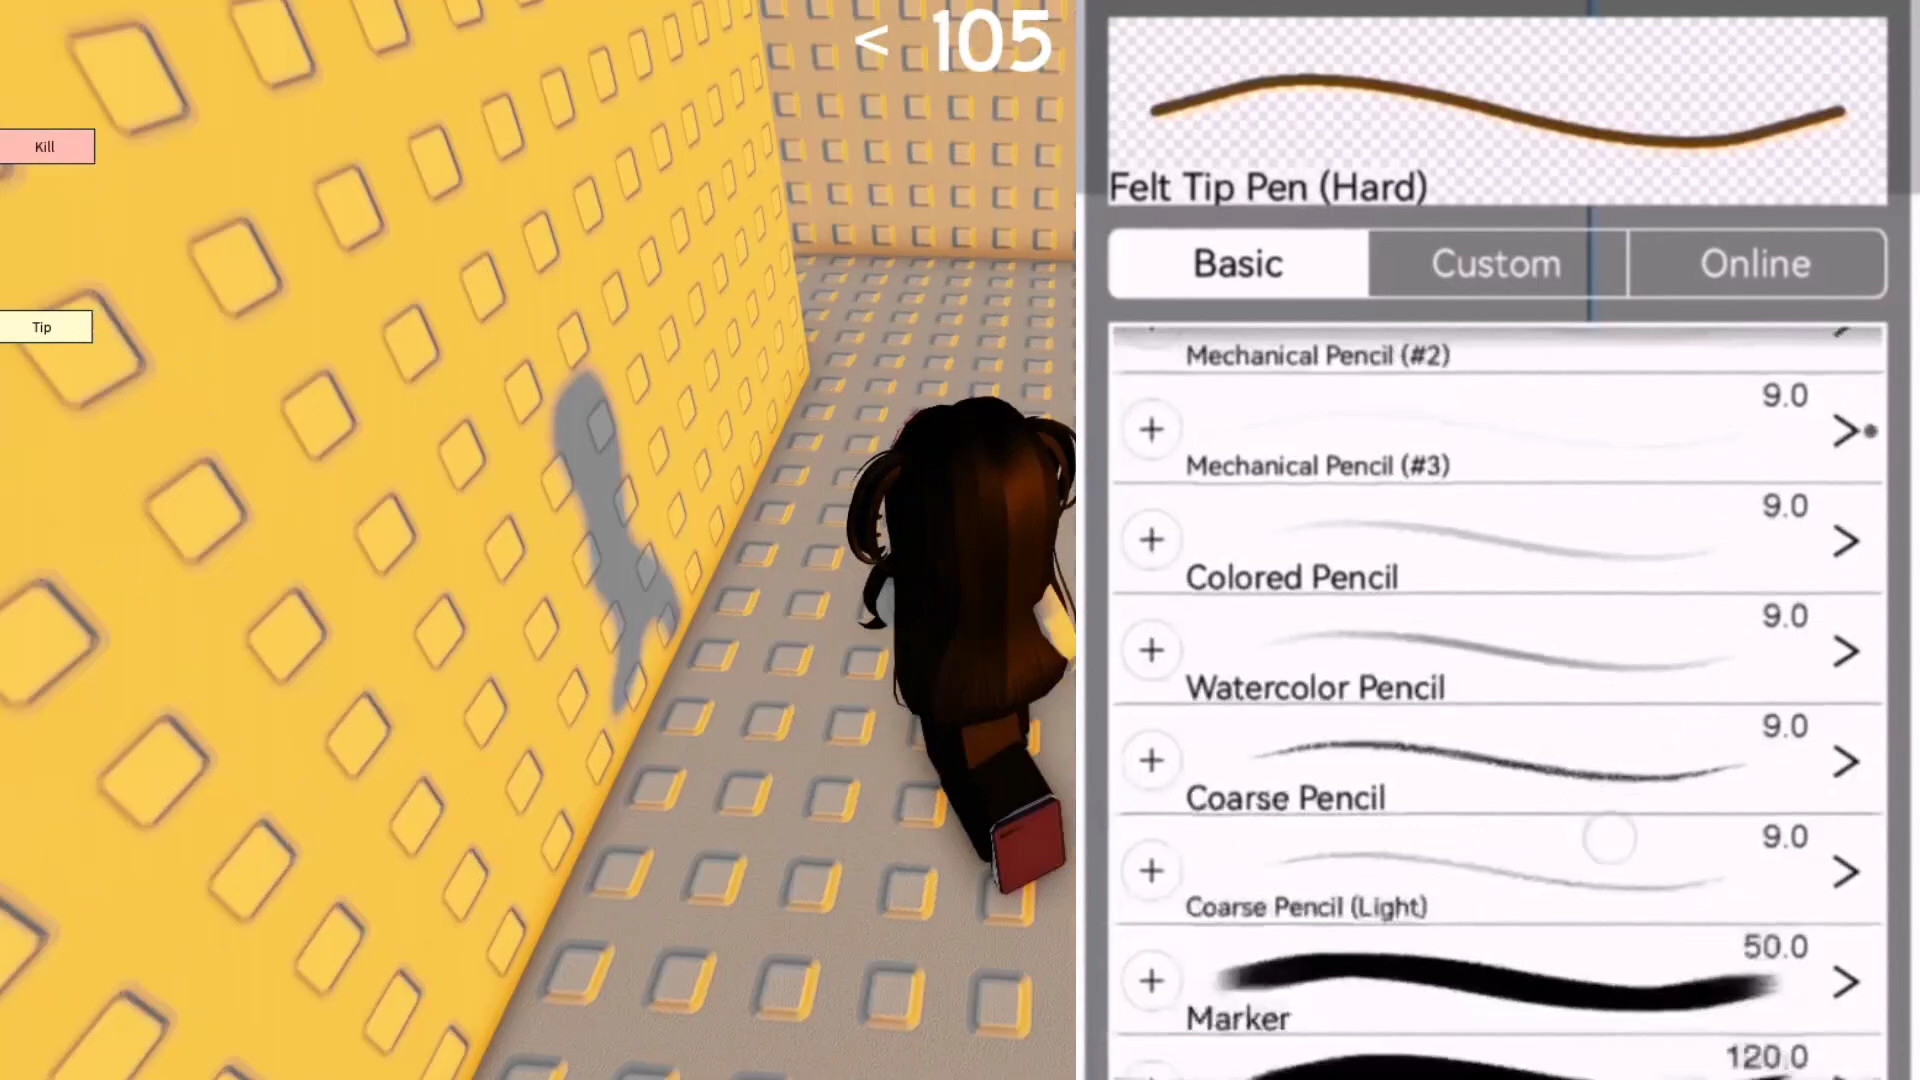 < 105
Kill
Tip
Felt Tip Pen (Hard)
Basic Custom Online
Mechanical Pencil (#2)
9.0
Mechanical Pencil (#3)
9.0
Colored Pencil
9.0
Watercolor Pencil
9.0
Coarse Pencil
9.0
Coarse Pencil (Light)
50.0
Marker
120.0